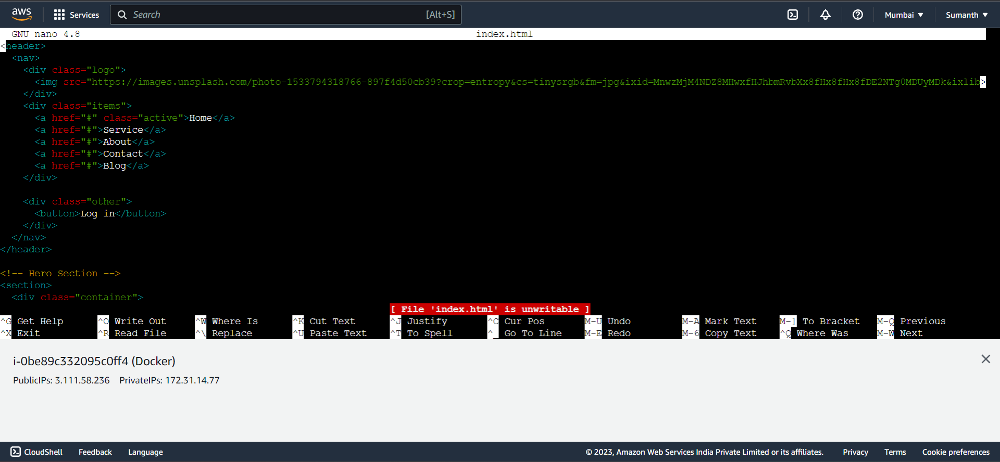 aws Services Search [Alt+S] Mumbai ▼ Sumanth ▼
GNU nano 4.8 index.html
<header>
<nav>
<div class="logo">
<img src="https://images.unsplash.com/photo-1533794318766-897f4d50cb39?crop=entropy&cs=tinysrgb&fm=jpg&ixid=MnwzMjM4NDZ8MHwxfHJhbmRvbXx8fHx8fHx8fDE2NTg0MDUyMDk&ixlib>
</div>
<div class="items">
<a href="#" class="active">Home</a>
<a href="#">Service</a>
<a href="#">About</a>
<a href="#">Contact</a>
<a href="#">Blog</a>
</div>
<div class="other">
<button>Log in</button>
</div>
</nav>
</header>
<!-- Hero Section -->
<section>
<div class="container">
[ File 'index.html' is unwritable ]
^G Get Help ^O Write Out ^W Where Is ^K Cut Text ^J Justify ^C Cur Pos M-U Undo M-A Mark Text M-] To Bracket M-Q Previous
^X Exit ^R Read File ^\ Replace ^U Paste Text ^T To Spell ^_ Go To Line M-E Redo M-6 Copy Text ^Q Where Was M-W Next
i-0be89c332095c0ff4 (Docker)
PublicIPs: 3.111.58.236 PrivateIPs: 172.31.14.77
CloudShell Feedback Language © 2023, Amazon Web Services India Private Limited or its affiliates. Privacy Terms Cookie preferences